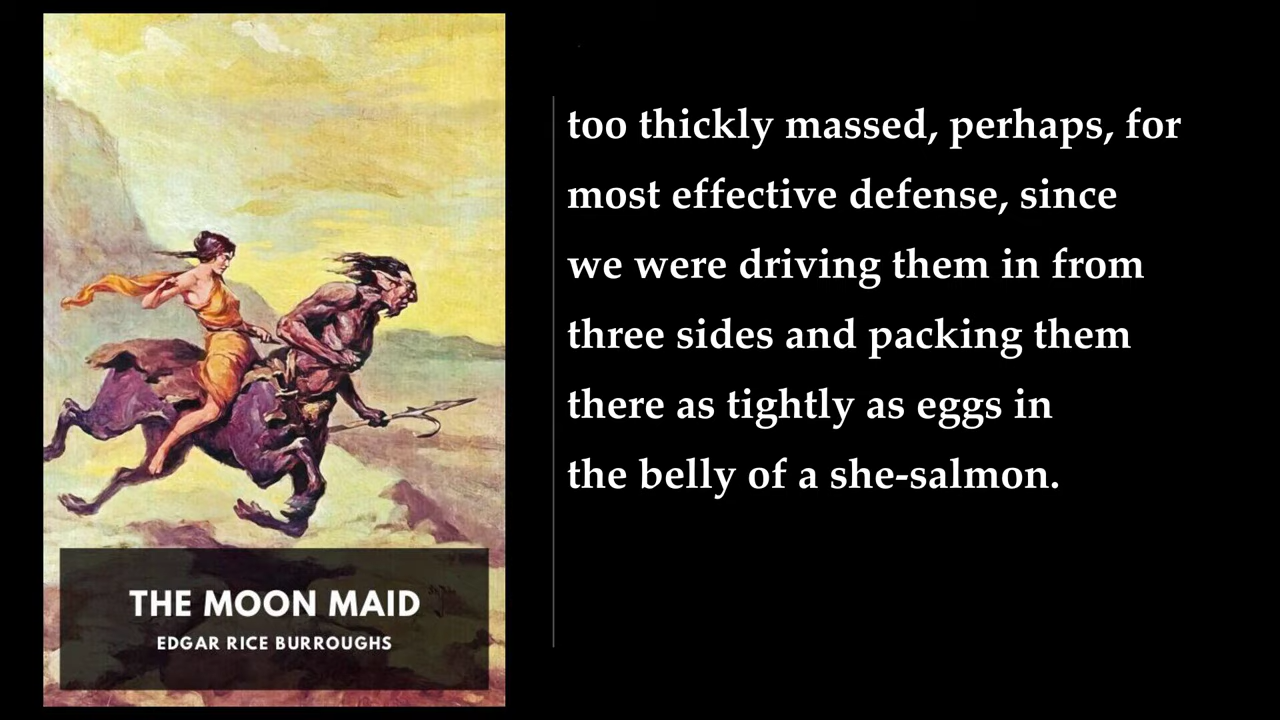 THE MOON MAID
EDGAR RICE BURROUGHS
too thickly massed, perhaps, for
most effective defense, since
we were driving them in from
three sides and packing them
there as tightly as eggs in
the belly of a she-salmon.